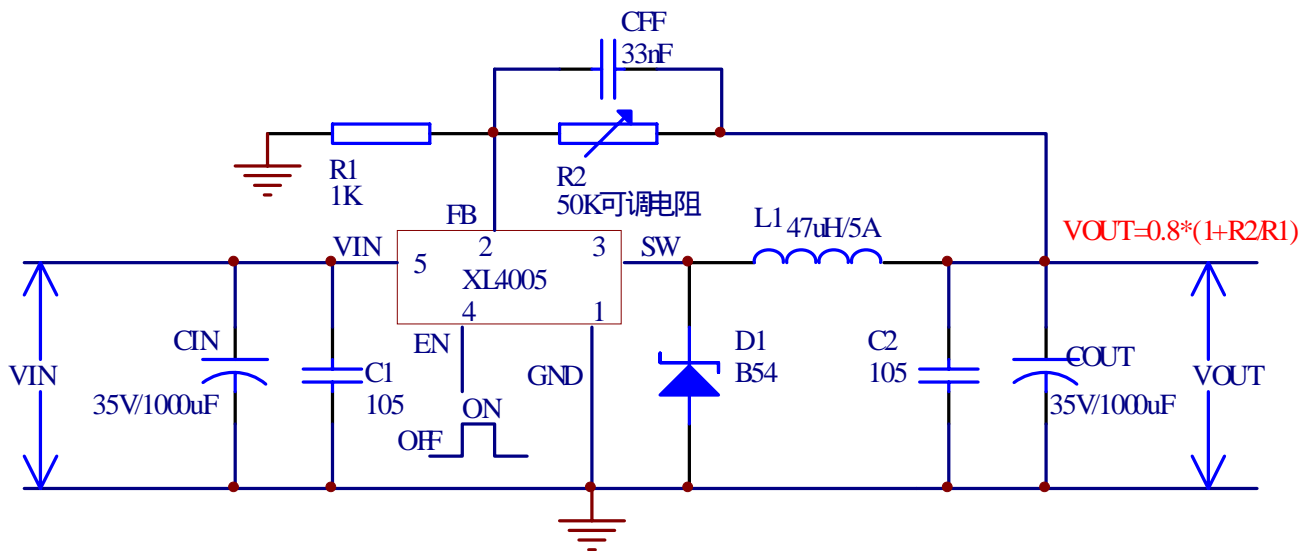 CFF
33nF
R1
1K
R2
50K可调电阻
FB
VIN
5
2
3
XL4005
4
1
SW
L1
47uH/5A
VOUT=0.8*(1+R2/R1)
EN
GND
ON
OFF
VIN
CIN
35V/1000uF
C1
105
D1
B54
C2
105
COUT
35V/1000uF
VOUT